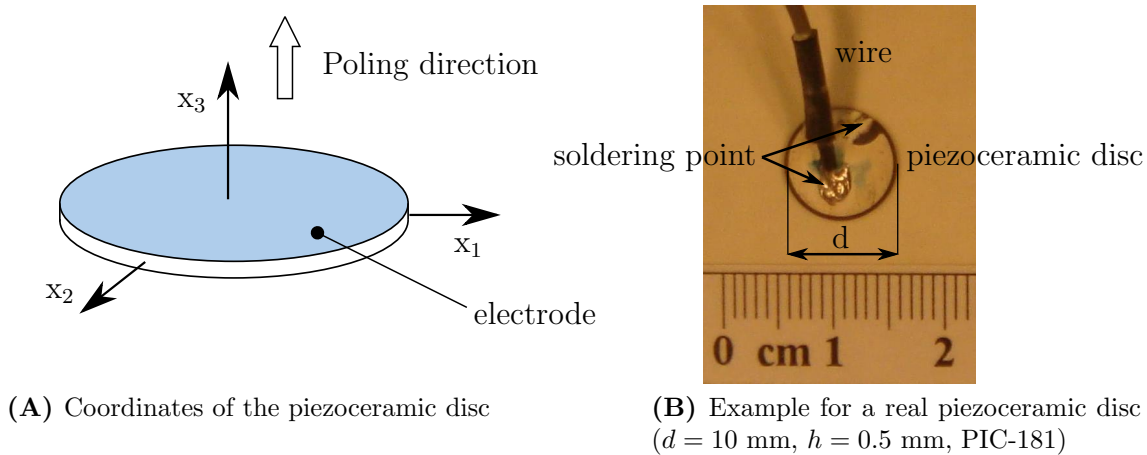 Poling direction
x3
x1
x2
electrode
(A) Coordinates of the piezoceramic disc
wire
soldering point
piezoceramic disc
d
0 cm 1 2
(B) Example for a real piezoceramic disc
(d = 10 mm, h = 0.5 mm, PIC-181)